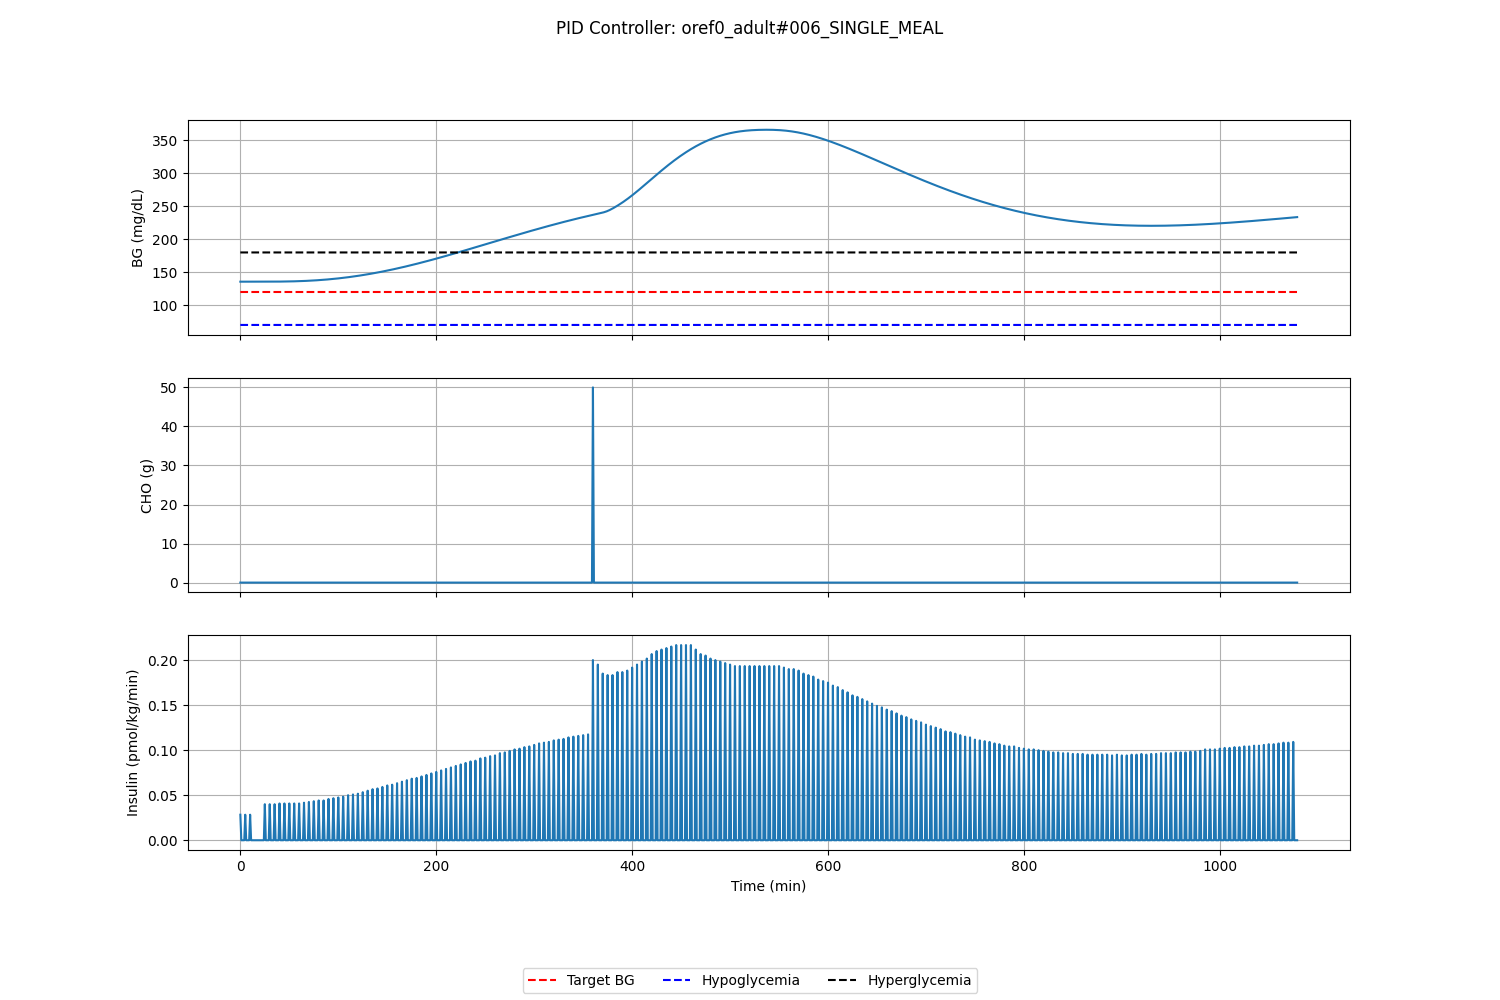 PID Controller: oref0_adult#006_SINGLE_MEAL
BG (mg/dL)
350
300
250
200
150
100
CHO (g)
50
40
30
20
10
0
Insulin (pmol/kg/min)
0.20
0.15
0.10
0.05
0.00
0 200 400 600 800 1000
Time (min)
Target BG Hypoglycemia Hyperglycemia